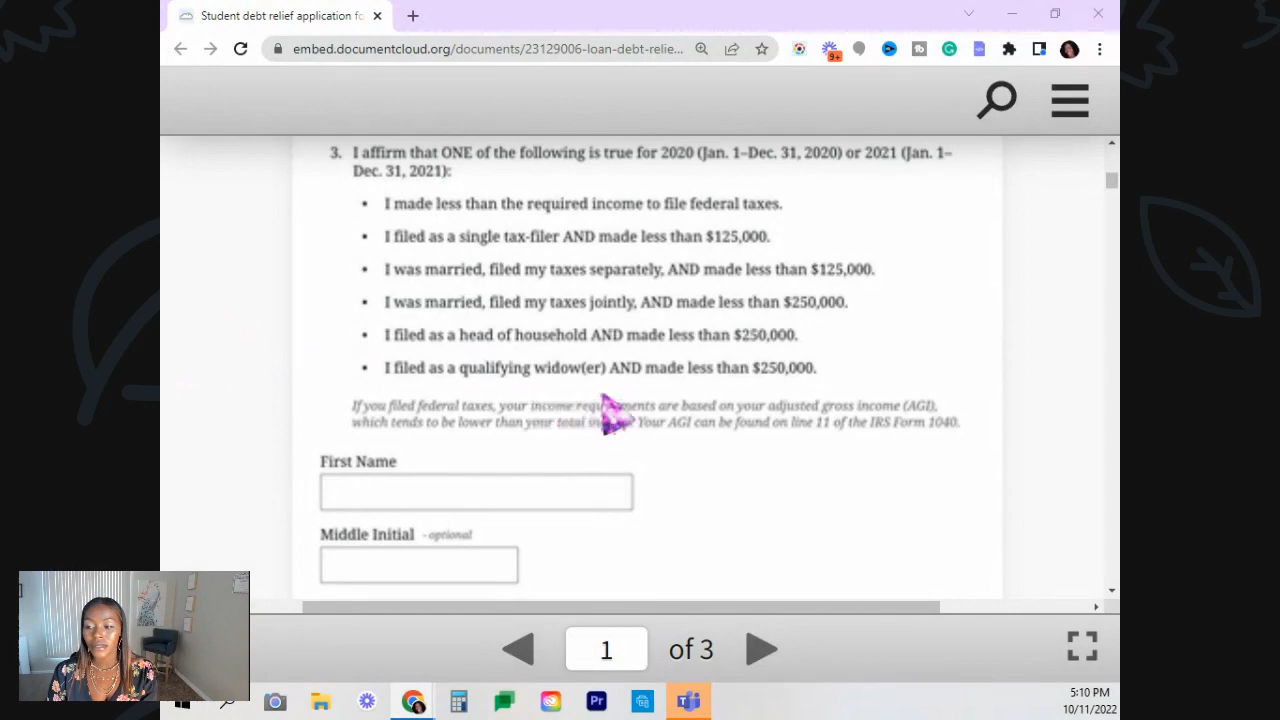 Student debt relief application fo
embed.documentcloud.org/documents/23129006-loan-debt-relie...
9+
3. I affirm that ONE of the following is true for 2020 (Jan. 1–Dec. 31, 2020) or 2021 (Jan. 1–
Dec. 31, 2021):
• I made less than the required income to file federal taxes.
• I filed as a single tax-filer AND made less than $125,000.
• I was married, filed my taxes separately, AND made less than $125,000.
• I was married, filed my taxes jointly, AND made less than $250,000.
• I filed as a head of household AND made less than $250,000.
• I filed as a qualifying widow(er) AND made less than $250,000.
If you filed federal taxes, your income requirements are based on your adjusted gross income (AGI),
which tends to be lower than your total Your AGI can be found on line 11 of the IRS Form 1040.
First Name
Middle Initial - optional
1 of 3
Pr
5:10 PM
10/11/2022